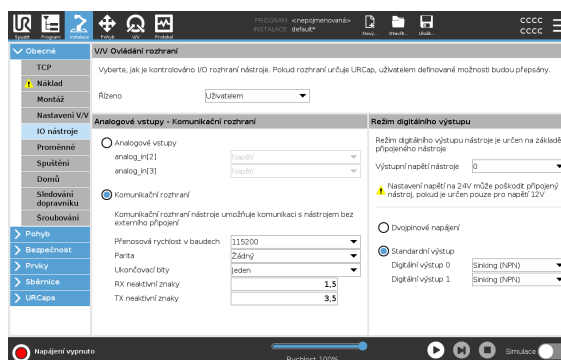 UR
Spustit
Program
Instalace
Pohyb
V/V
Protokol
PROGRAM <nepojmenovaná>
INSTALACE default*
Nový...
Otevří...
Uložit...
CCCC
CCCC
Obecné
TCP
Náklad
Montáž
Nastavení V/V
IO nástroje
Proměnné
Spuštění
Domů
Sledování
dopravníku
Šroubování
Pohyb
Bezpečnost
Prvky
Sběrnice
URCaps
V/V Ovládání rozhraní
Vyberte, jak je kontrolováno I/O rozhraní nástroje. Pokud rozhraní určuje URCap, uživatelem definované možnosti budou přepsány.
Řízeno
Uživatelem
Analogové vstupy - Komunikační rozhraní
Analogové vstupy
analog_in[2] Napětí
analog_in[3] Napětí
Komunikační rozhraní
Komunikační rozhraní nástroje umožňuje komunikaci s nástrojem bez
externího připojení
Přenosová rychlost v baudech 115200
Parita Žádný
Ukončovací bity Jeden
RX neaktivní znaky 1,5
TX neaktivní znaky 3,5
Režim digitálního výstupu
Režim digitálního výstupu nástroje je určen na základě
připojeného nástroje
Výstupní napětí nástroje 0
Nastavení napětí na 24V může poškodit připojený
nástroj, pokud je určen pouze pro napětí 12V
Dvojpinové napájení
Standardní výstup
Digitální výstup 0 Sinking (NPN)
Digitální výstup 1 Sinking (NPN)
Napájení vypnuto
Rychlost 100%
Simulace